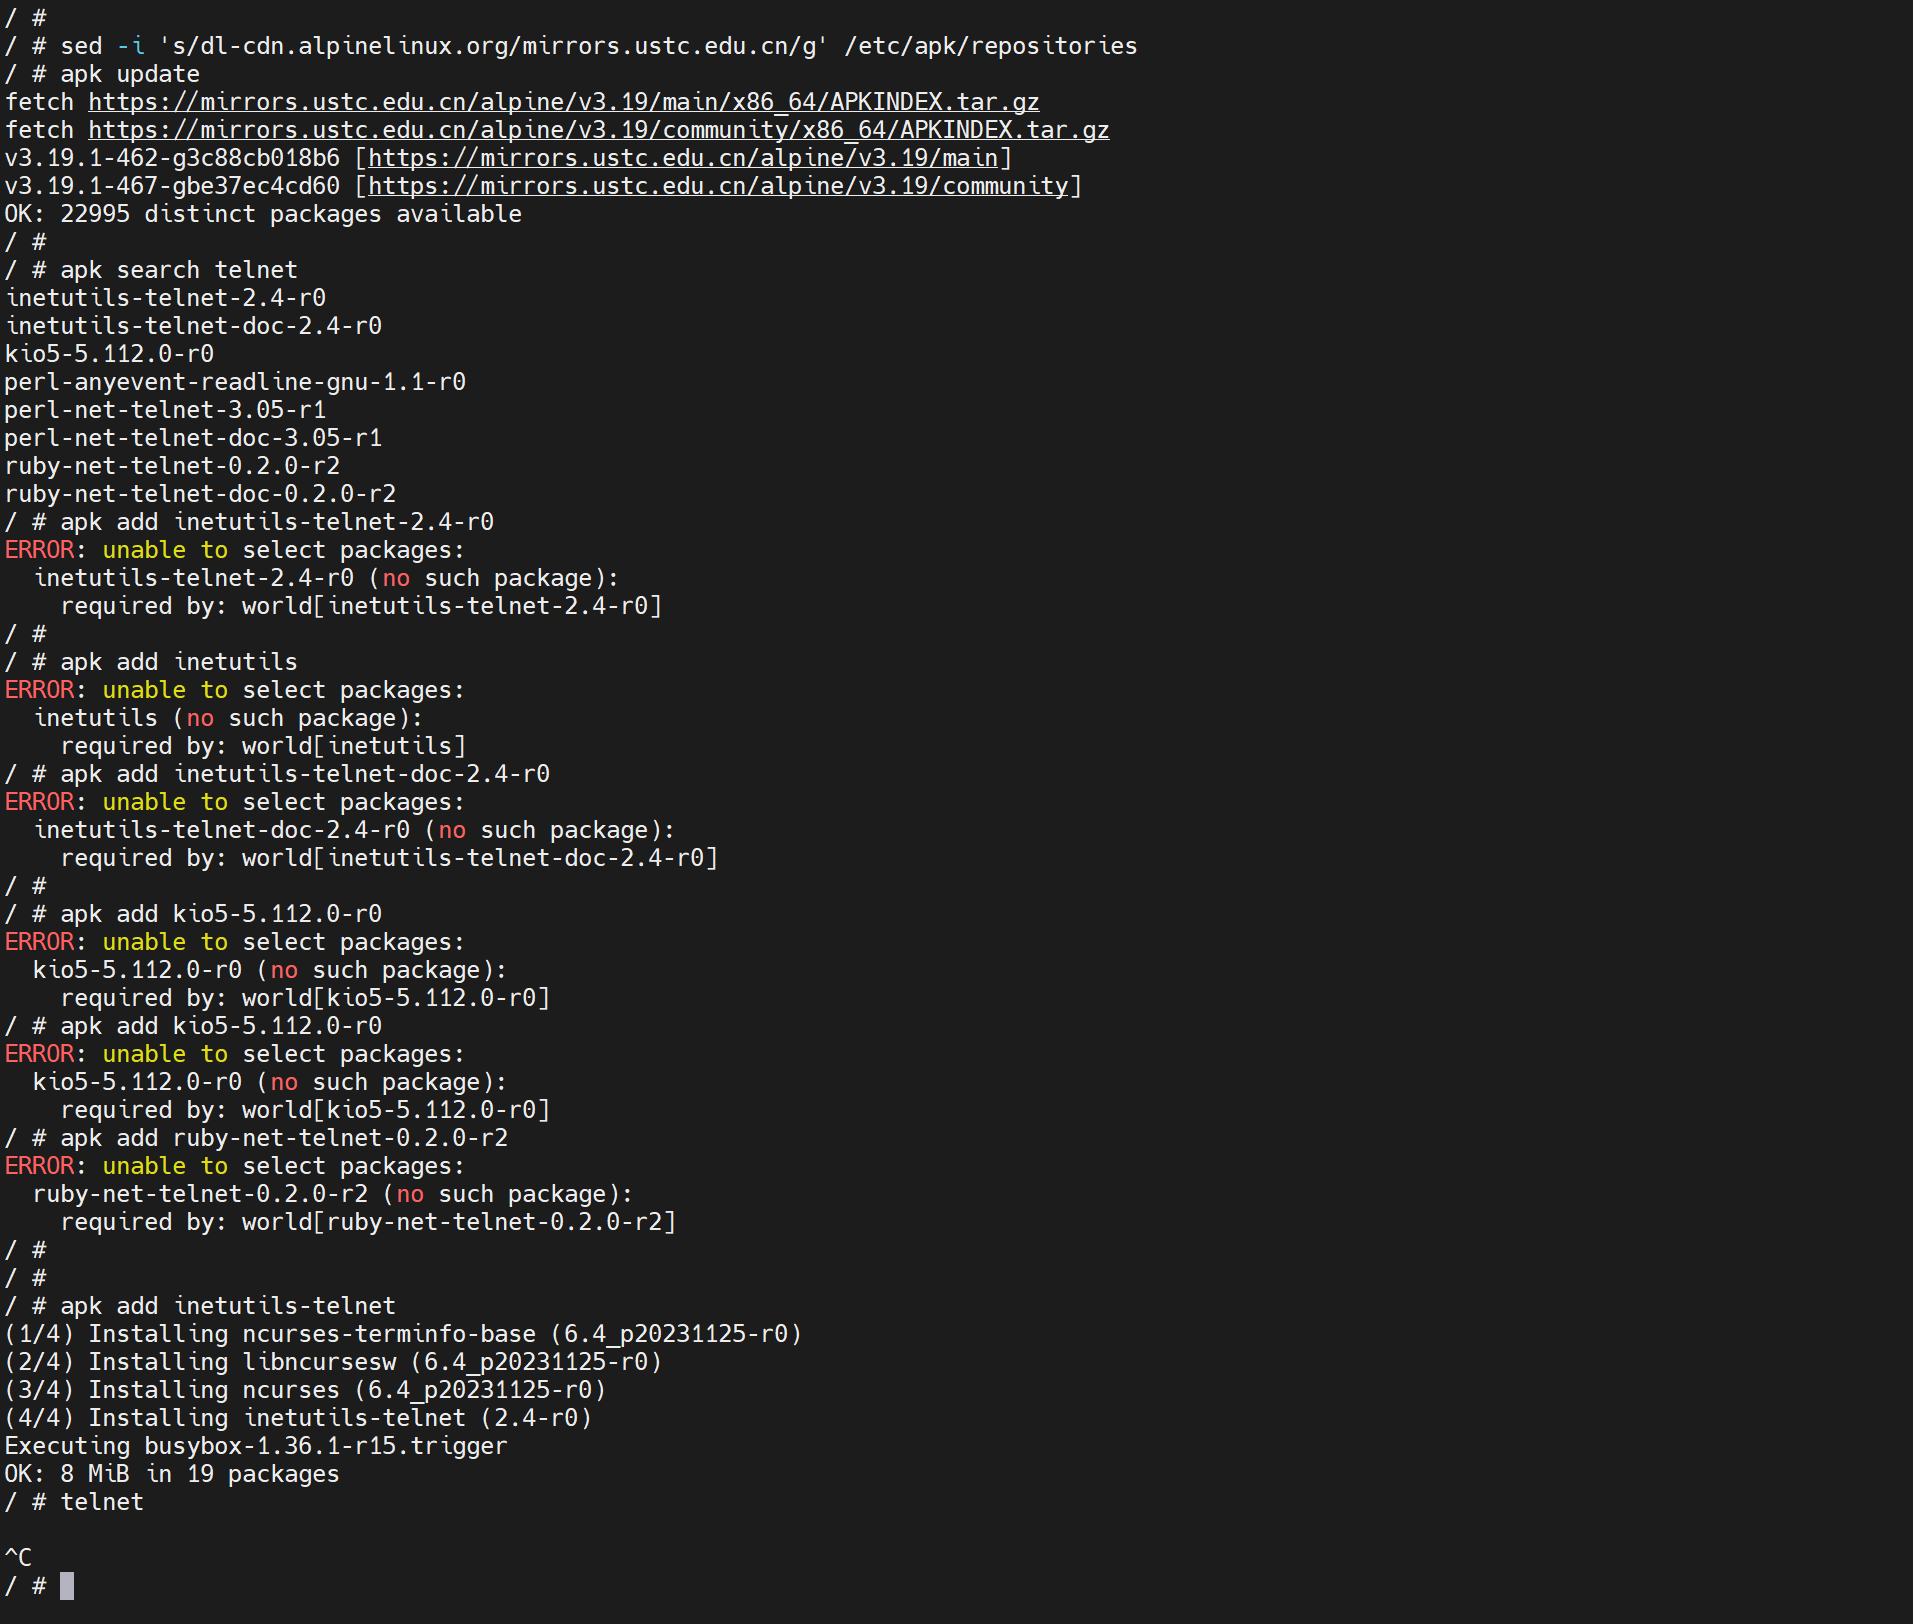 / #
/ # sed -i 's/dl-cdn.alpinelinux.org/mirrors.ustc.edu.cn/g' /etc/apk/repositories
/ # apk update
fetch https://mirrors.ustc.edu.cn/alpine/v3.19/main/x86_64/APKINDEX.tar.gz
fetch https://mirrors.ustc.edu.cn/alpine/v3.19/community/x86_64/APKINDEX.tar.gz
v3.19.1-462-g3c88cb018b6 [https://mirrors.ustc.edu.cn/alpine/v3.19/main]
v3.19.1-467-gbe37ec4cd60 [https://mirrors.ustc.edu.cn/alpine/v3.19/community]
OK: 22995 distinct packages available
/ #
/ # apk search telnet
inetutils-telnet-2.4-r0
inetutils-telnet-doc-2.4-r0
kio5-5.112.0-r0
perl-anyevent-readline-gnu-1.1-r0
perl-net-telnet-3.05-r1
perl-net-telnet-doc-3.05-r1
ruby-net-telnet-0.2.0-r2
ruby-net-telnet-doc-0.2.0-r2
/ # apk add inetutils-telnet-2.4-r0
ERROR: unable to select packages:
  inetutils-telnet-2.4-r0 (no such package):
    required by: world[inetutils-telnet-2.4-r0]
/ #
/ # apk add inetutils
ERROR: unable to select packages:
  inetutils (no such package):
    required by: world[inetutils]
/ # apk add inetutils-telnet-doc-2.4-r0
ERROR: unable to select packages:
  inetutils-telnet-doc-2.4-r0 (no such package):
    required by: world[inetutils-telnet-doc-2.4-r0]
/ #
/ # apk add kio5-5.112.0-r0
ERROR: unable to select packages:
  kio5-5.112.0-r0 (no such package):
    required by: world[kio5-5.112.0-r0]
/ # apk add kio5-5.112.0-r0
ERROR: unable to select packages:
  kio5-5.112.0-r0 (no such package):
    required by: world[kio5-5.112.0-r0]
/ # apk add ruby-net-telnet-0.2.0-r2
ERROR: unable to select packages:
  ruby-net-telnet-0.2.0-r2 (no such package):
    required by: world[ruby-net-telnet-0.2.0-r2]
/ #
/ #
/ # apk add inetutils-telnet
(1/4) Installing ncurses-terminfo-base (6.4_p20231125-r0)
(2/4) Installing libncursesw (6.4_p20231125-r0)
(3/4) Installing ncurses (6.4_p20231125-r0)
(4/4) Installing inetutils-telnet (2.4-r0)
Executing busybox-1.36.1-r15.trigger
OK: 8 MiB in 19 packages
/ # telnet
^C
/ #